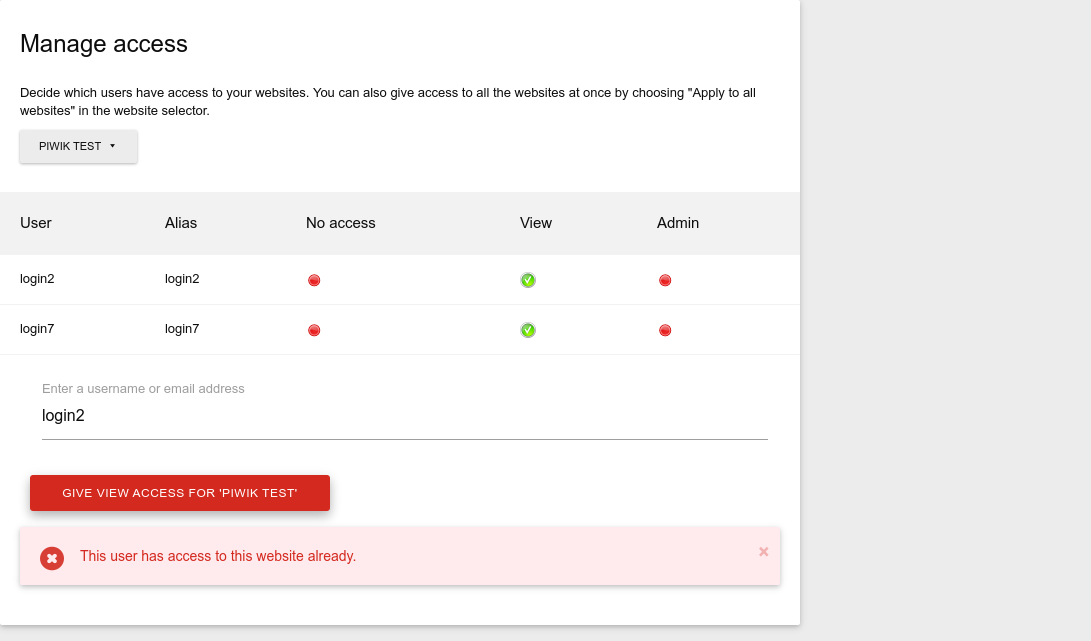 Manage access
Decide which users have access to your websites. You can also give access to all the websites at once by choosing "Apply to all
websites" in the website selector.
PIWIK TEST
User Alias No access View Admin
login2 login2
login7 login7
Enter a username or email address
login2
GIVE VIEW ACCESS FOR 'PIWIK TEST'
This user has access to this website already.